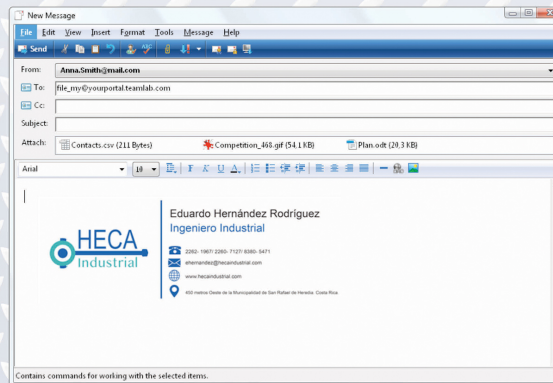 New Message
File Edit View Insert Format Tools Message Help
Send
From: Anna.Smith@mail.com
To: file_my@yourportal.teamlab.com
Cc:
Subject:
Attach: Contacts.csv (211 Bytes) Competition_468.gif (54,1 KB) Plan.odt (20,3 KB)
Arial 10 F K U A
HECA
Industrial
Eduardo Hernández Rodríguez
Ingeniero Industrial
2262- 1967/ 2260- 7127/ 8380- 5471
ehernandez@hecaindustrial.com
www.hecaindustrial.com
450 metros Oeste de la Municipalidad de San Rafael de Heredia. Costa Rica
Contains commands for working with the selected items.